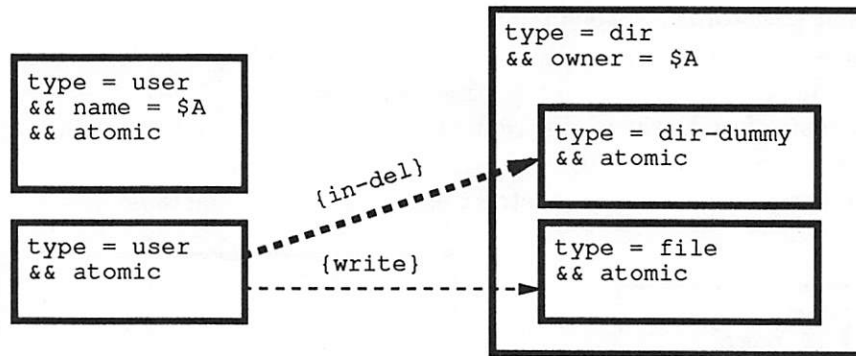 type = user
&& name = $A
&& atomic
type = user
&& atomic
{in-del}
{write}
type = dir
&& owner = $A
type = dir-dummy
&& atomic
type = file
&& atomic